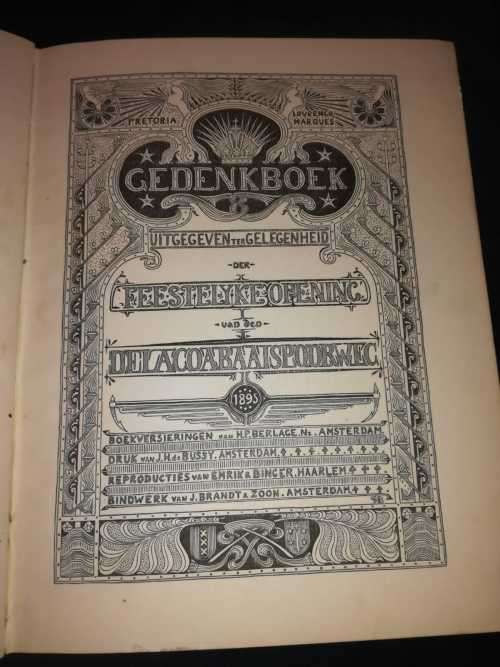 PRETORIA
LOURENÇO
MARQUES
GEDENKBOEK
UITGEGEVEN TER GELEGENHEID
DER
FEESTELYKE OPENING
van den
DELAGOABAAISPOORWEG
1895
BOEKVERSIERINGEN VAN H.P. BERLAGE. NZ. AMSTERDAM
DRUK VAN J.H. de BUSSY. AMSTERDAM
REPRODUCTIES VAN EMRIK & BINGER. HAARLEM
BINDWERK VAN J. BRANDT & ZOON. AMSTERDAM